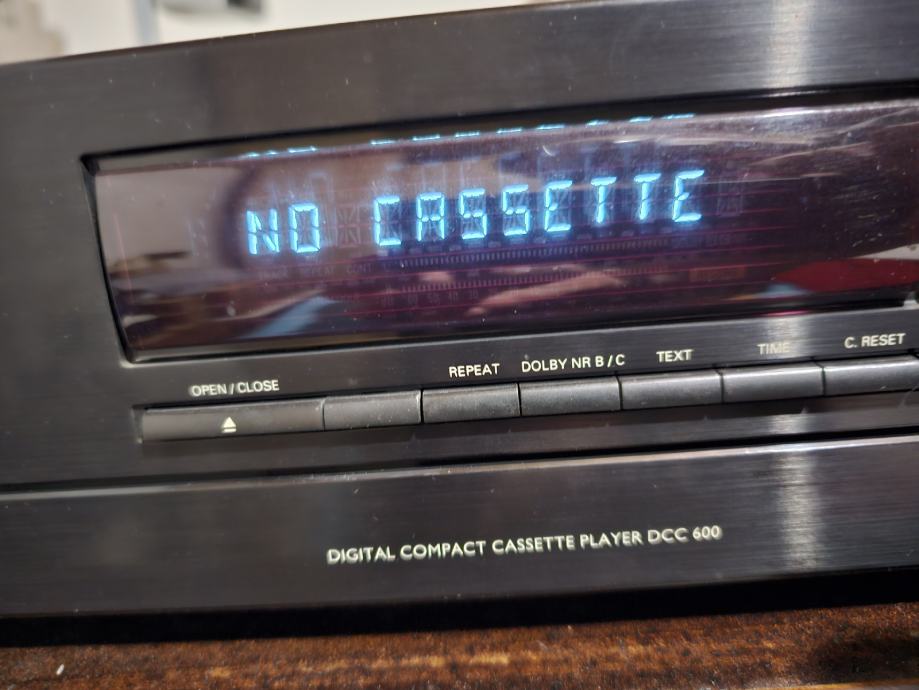 NO CASSETTE
OPEN / CLOSE
REPEAT
DOLBY NR B / C
TEXT
TIME
C. RESET
DIGITAL COMPACT CASSETTE PLAYER DCC 600